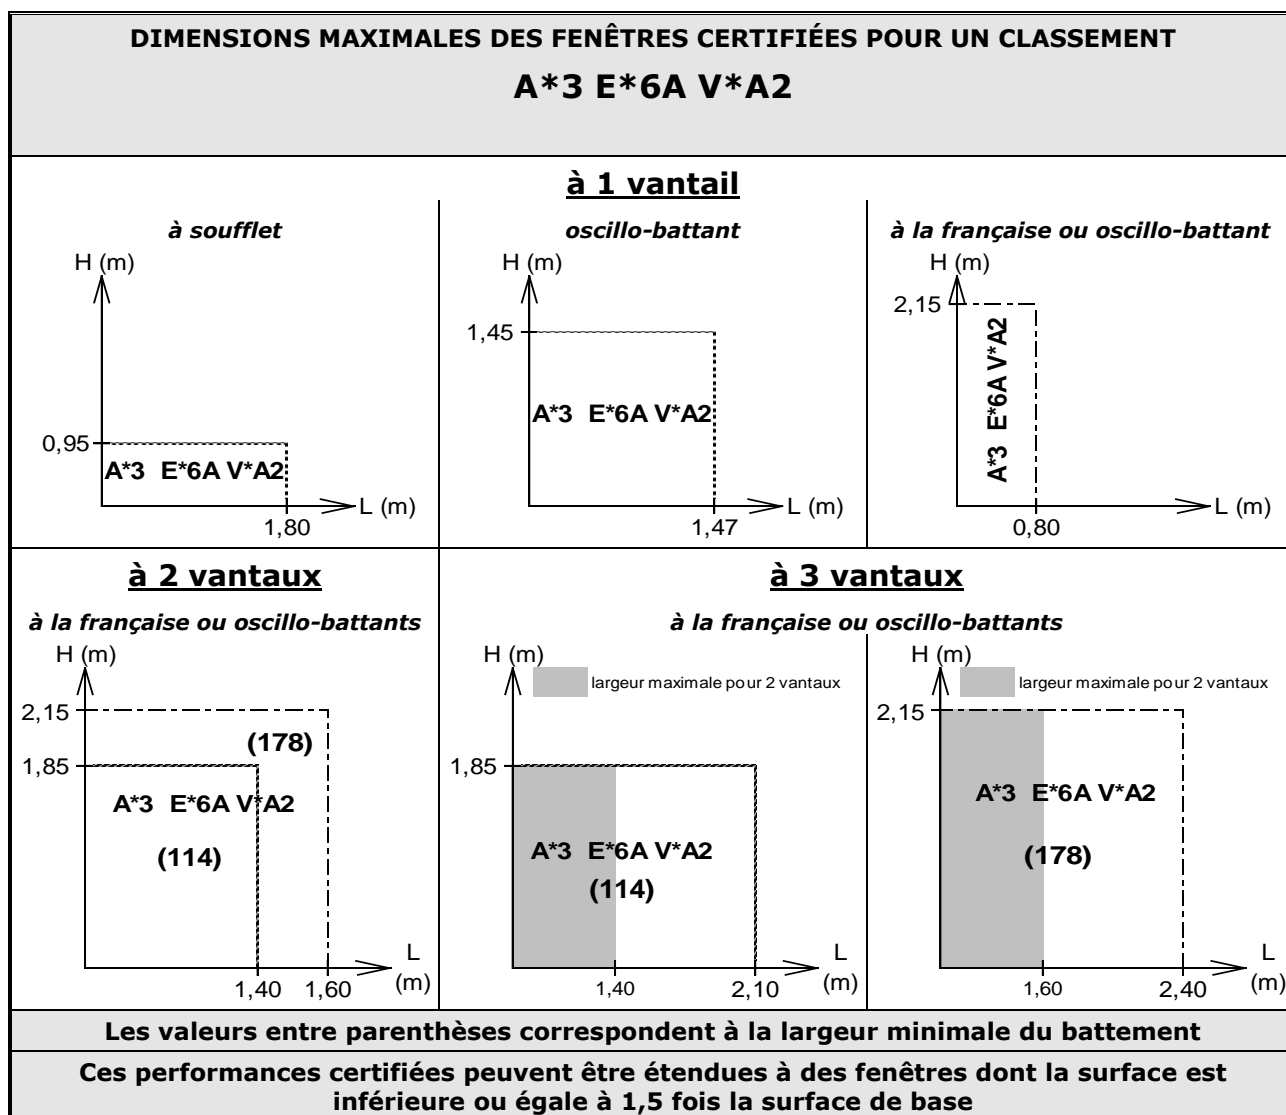 DIMENSIONS MAXIMALES DES FENÊTRES CERTIFIÉES POUR UN CLASSEMENT
A*3 E*6A V*A2
à 1 vantail
à soufflet
H (m)
0,95
A*3 E*6A V*A2
L (m)
1,80
oscillo-battant
H (m)
1,45
A*3 E*6A V*A2
L (m)
1,47
à la française ou oscillo-battant
H (m)
2,15
A*3 E*6A V*A2
L (m)
0,80
à 2 vantaux
à la française ou oscillo-battants
H (m)
2,15
(178)
1,85
A*3 E*6A V*A2
(114)
L
(m)
1,40 1,60
à 3 vantaux
à la française ou oscillo-battants
H (m)
largeur maximale pour 2 vantaux
1,85
A*3 E*6A V*A2
(114)
L
(m)
1,40 2,10
H (m)
largeur maximale pour 2 vantaux
2,15
A*3 E*6A V*A2
(178)
L
(m)
1,60 2,40
Les valeurs entre parenthèses correspondent à la largeur minimale du battement
Ces performances certifiées peuvent être étendues à des fenêtres dont la surface est
inférieure ou égale à 1,5 fois la surface de base